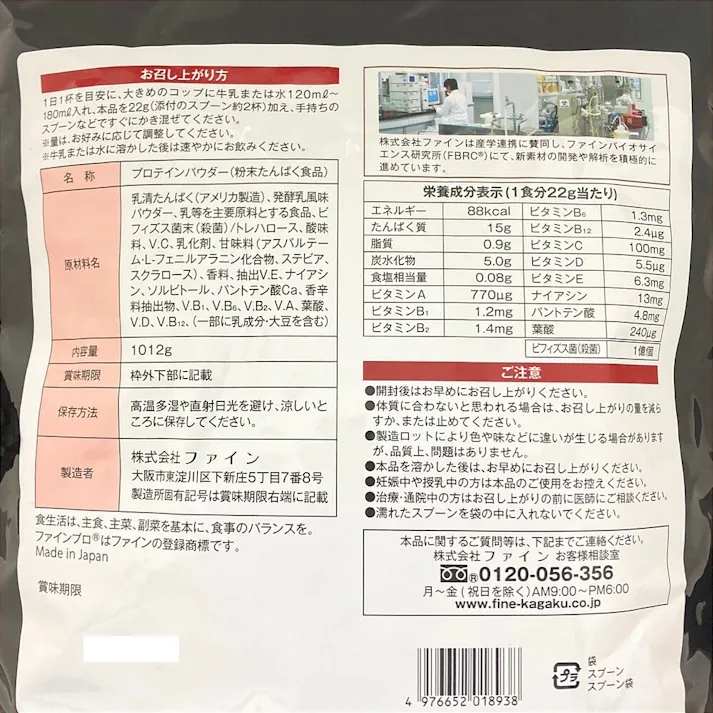 お召し上がり方
1日1杯を目安に、大きめのコップに牛乳または水120mℓ～
180mℓ入れ、本品を22g(添付のスプーン約2杯)加え、手持ちの
スプーンなどですぐにかき混ぜてください。
※量は、お好みに応じて調整してください。
※牛乳または水に溶かした後は速やかにお飲みください。
名 称
プロテインパウダー(粉末たんぱく食品)
原材料名
乳清たんぱく(アメリカ製造)、発酵乳風味
パウダー、乳等を主要原料とする食品、ビ
フィズス菌末(殺菌)/トレハロース、酸味
料、V.C、乳化剤、甘味料(アスパルテー
ム・L-フェニルアラニン化合物、ステビア、
スクラロース)、香料、抽出V.E、ナイアシ
ン、ソルビトール、パントテン酸Ca、香辛
料抽出物、V.B₁、V.B₆、V.B₂、V.A、葉酸、
V.D、V.B₁₂、(一部に乳成分・大豆を含む)
内容量
1012g
賞味期限
枠外下部に記載
保存方法
高温多湿や直射日光を避け、涼しいと
ころに保存してください。
製造者
株式会社 ファイン
大阪市東淀川区下新庄5丁目7番8号
製造所固有記号は賞味期限右端に記載
食生活は、主食、主菜、副菜を基本に、食事のバランスを。
ファインプロ®はファインの登録商標です。
Made in Japan
賞味期限
株式会社ファインは産学連携に賛同し、ファインバイオサイ
エンス研究所(FBRC®)にて、新素材の開発や解析を積極的に
進めています。
栄養成分表示(1食分22g当たり)
エネルギー 88kcal
たんぱく質 15g
脂質 0.9g
炭水化物 5.0g
食塩相当量 0.08g
ビタミンA 770μg
ビタミンB₁ 1.2mg
ビタミンB₂ 1.4mg
ビタミンB₆ 1.3mg
ビタミンB₁₂ 2.4μg
ビタミンC 100mg
ビタミンD 5.5μg
ビタミンE 6.3mg
ナイアシン 13mg
パントテン酸 4.8mg
葉酸 240μg
ビフィズス菌(殺菌) 1億個
ご注意
●開封後はお早めにお召し上がりください。
●体質に合わないと思われる場合は、お召し上がりの量を減ら
すか、または止めてください。
●製造ロットにより色や味などに違いが生じる場合があります
が、品質上、問題はありません。
●本品を溶かした後は、お早めにお召し上がりください。
●妊娠中や授乳中の方は本品のご使用をお控えください。
●治療・通院中の方はお召し上がりの前に医師にご相談ください。
●濡れたスプーンを袋の中に入れないでください。
本品に関するご質問等は、下記までご連絡ください。
株式会社 ファイン お客様相談室
®0120-056-356
月～金(祝日を除く)AM9:00～PM6:00
www.fine-kagaku.co.jp
4 976652 018938
プラ
袋
スプーン
スプーン袋